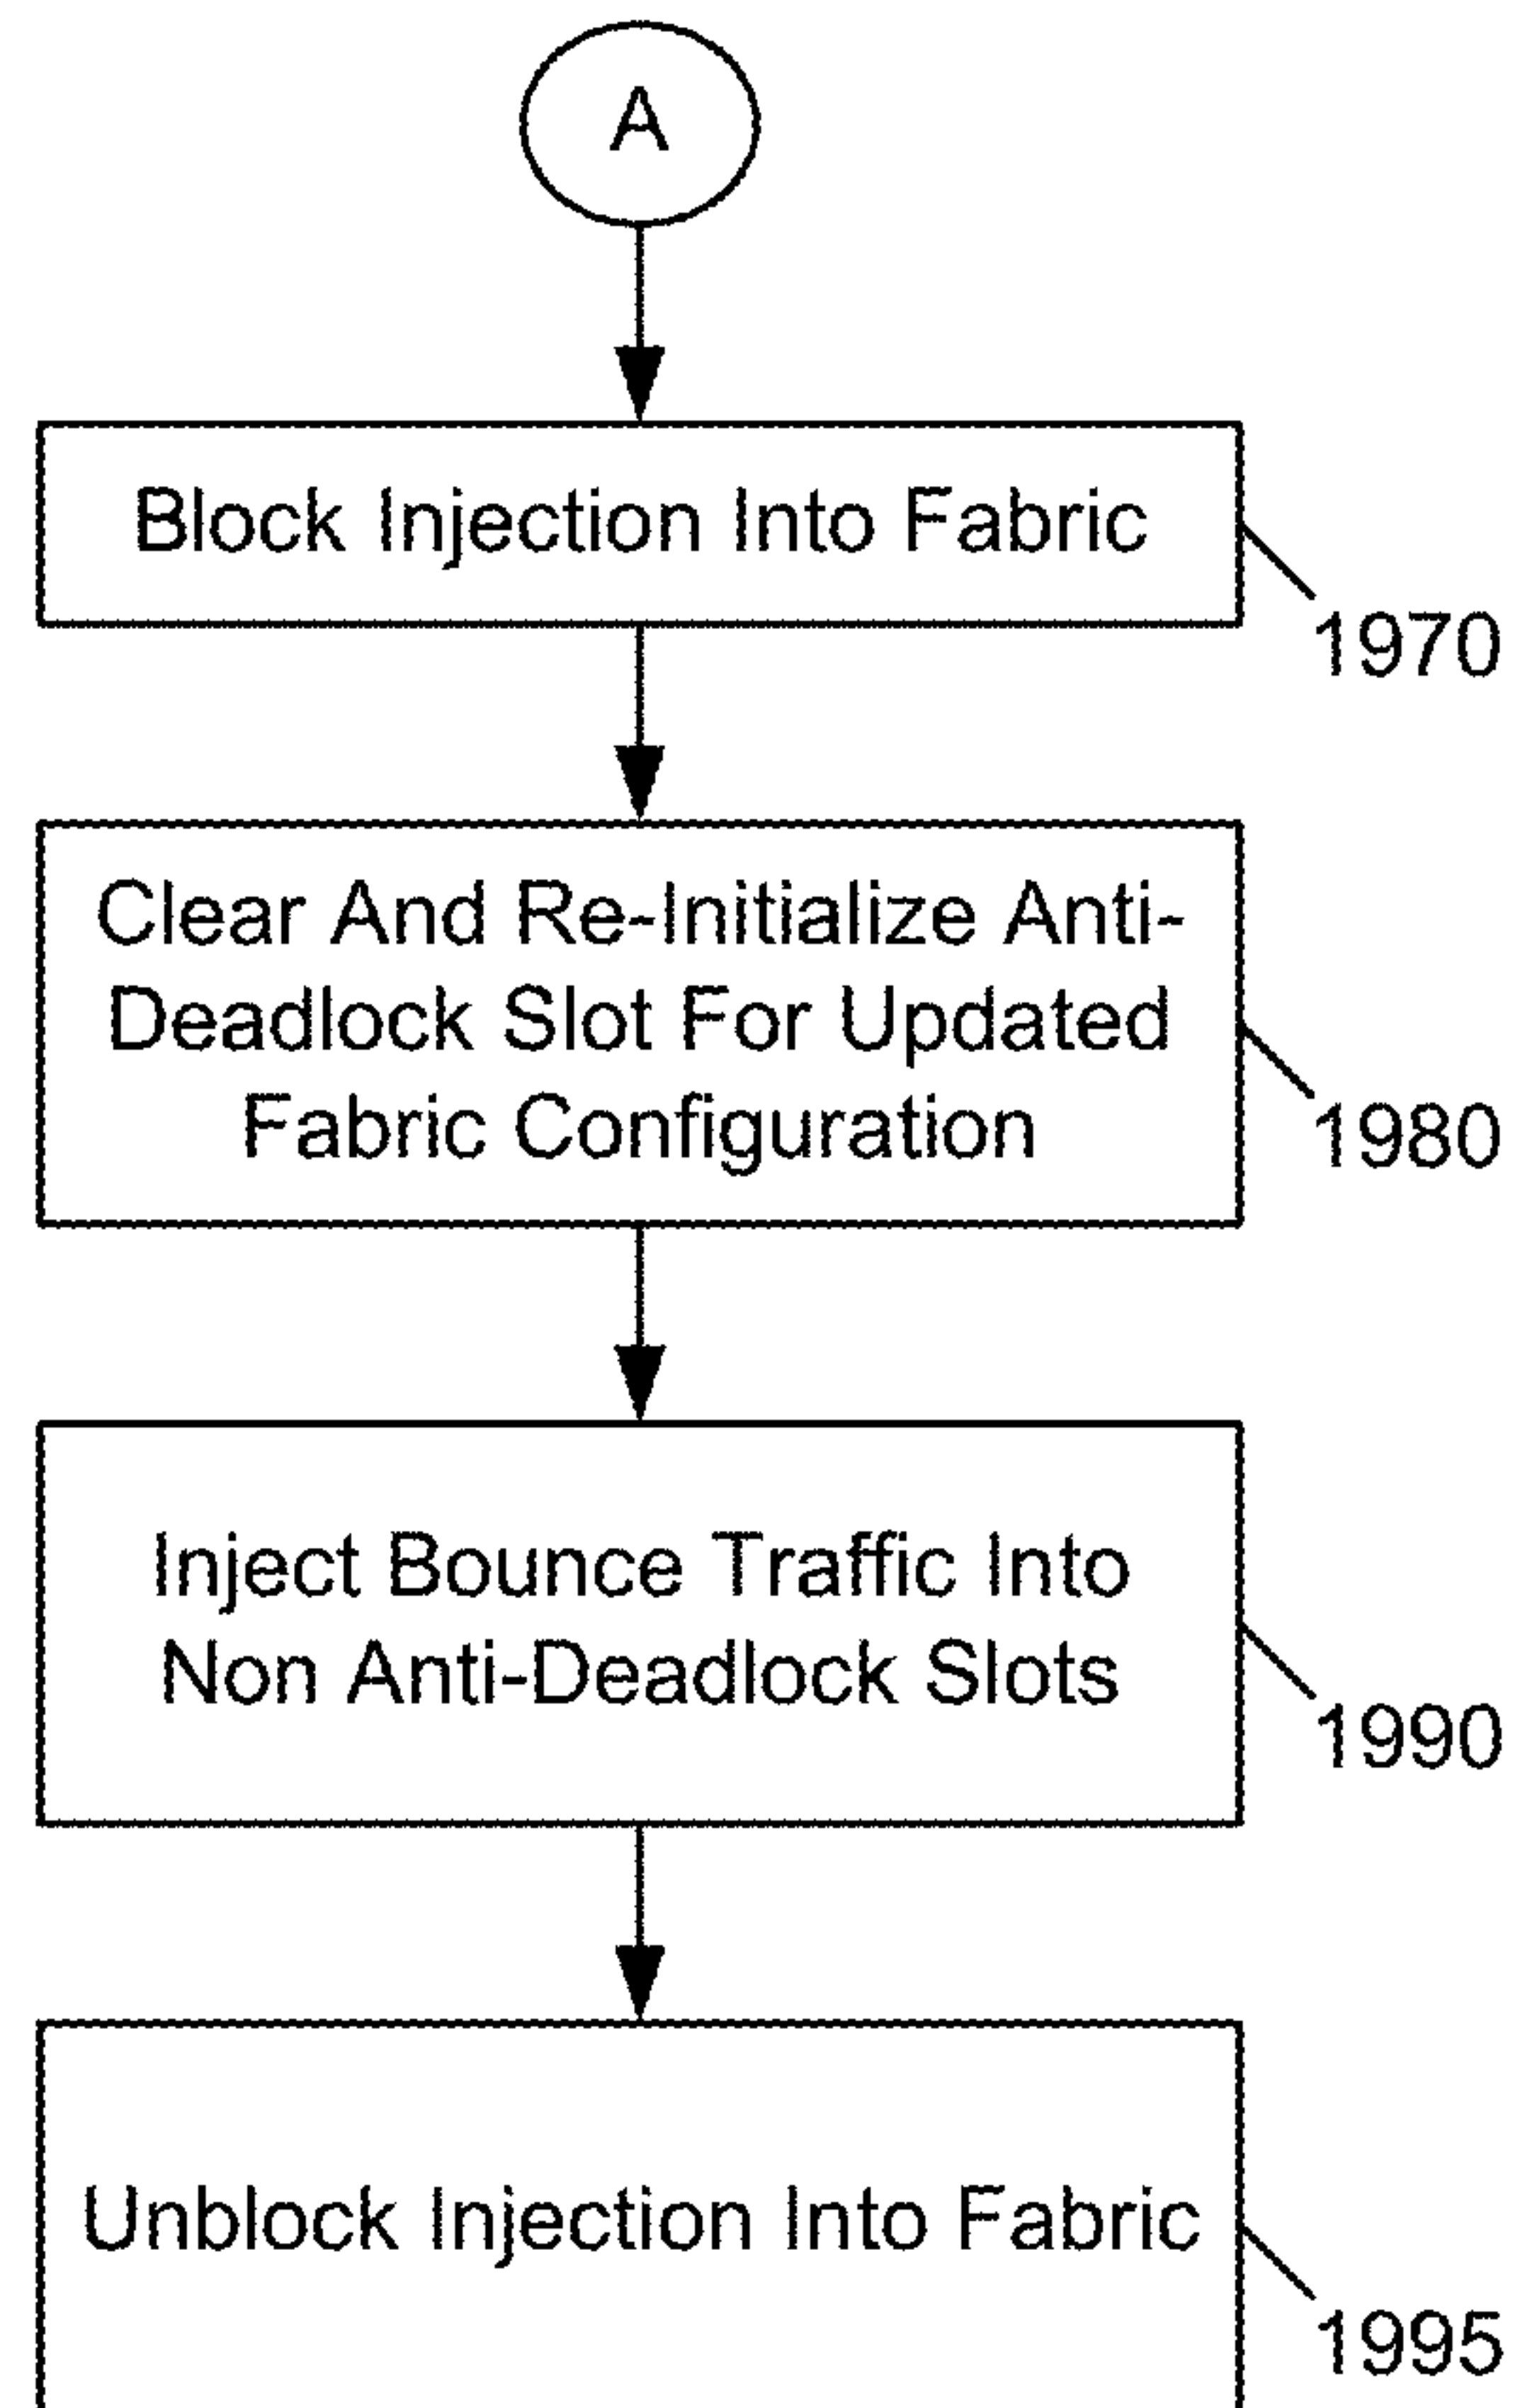 A
Block Injection Into Fabric
1970
Clear And Re-Initialize Anti-
Deadlock Slot For Updated
Fabric Configuration
1980
Inject Bounce Traffic Into
Non Anti-Deadlock Slots
1990
Unblock Injection Into Fabric
1995